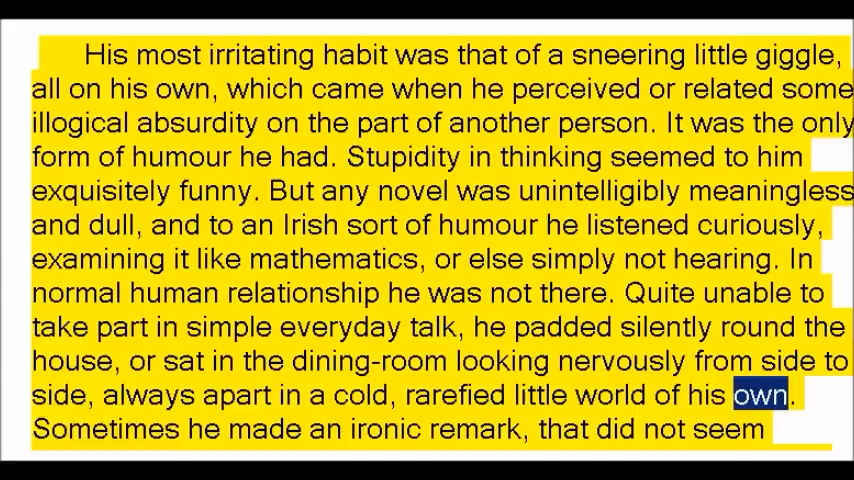 His most irritating habit was that of a sneering little giggle,
all on his own, which came when he perceived or related some
illogical absurdity on the part of another person. It was the only
form of humour he had. Stupidity in thinking seemed to him
exquisitely funny. But any novel was unintelligibly meaningless
and dull, and to an Irish sort of humour he listened curiously,
examining it like mathematics, or else simply not hearing. In
normal human relationship he was not there. Quite unable to
take part in simple everyday talk, he padded silently round the
house, or sat in the dining-room looking nervously from side to
side, always apart in a cold, rarefied little world of his own.
Sometimes he made an ironic remark, that did not seem